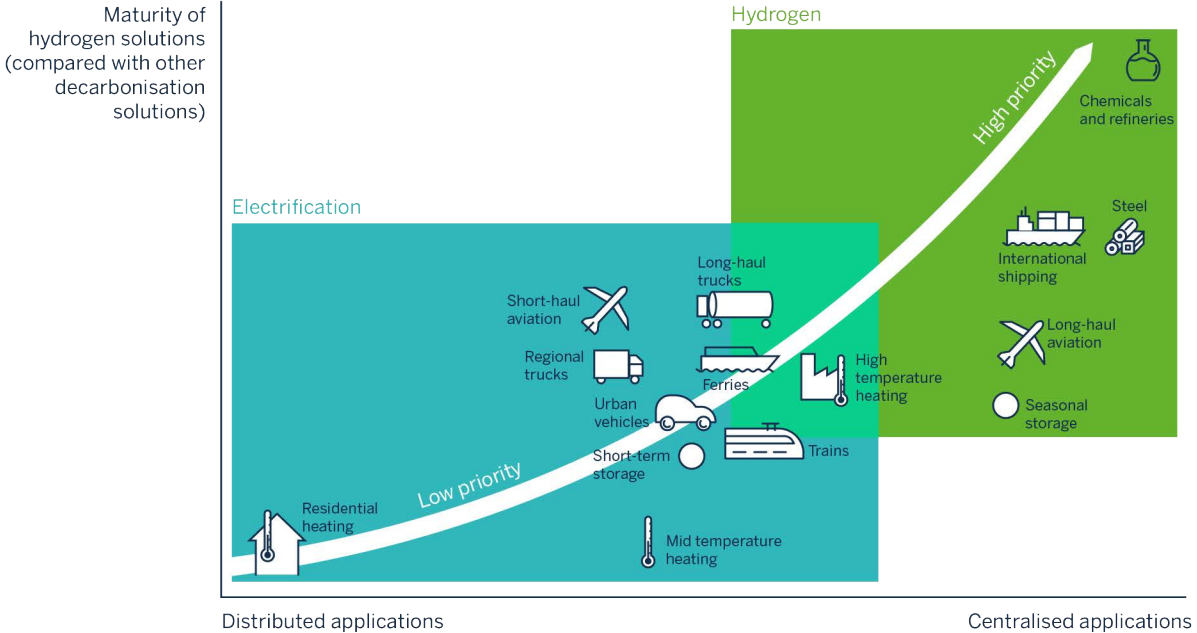 Maturity of
hydrogen solutions
(compared with other
decarbonisation
solutions)
Hydrogen
High priority
Chemicals
and refineries
Electrification
Steel
International
shipping
Long-haul
trucks
Short-haul
aviation
Long-haul
aviation
Regional
trucks
Ferries
High
temperature
heating
Urban
vehicles
Seasonal
storage
Short-term
storage
Trains
Low priority
Residential
heating
Mid temperature
heating
Distributed applications
Centralised applications